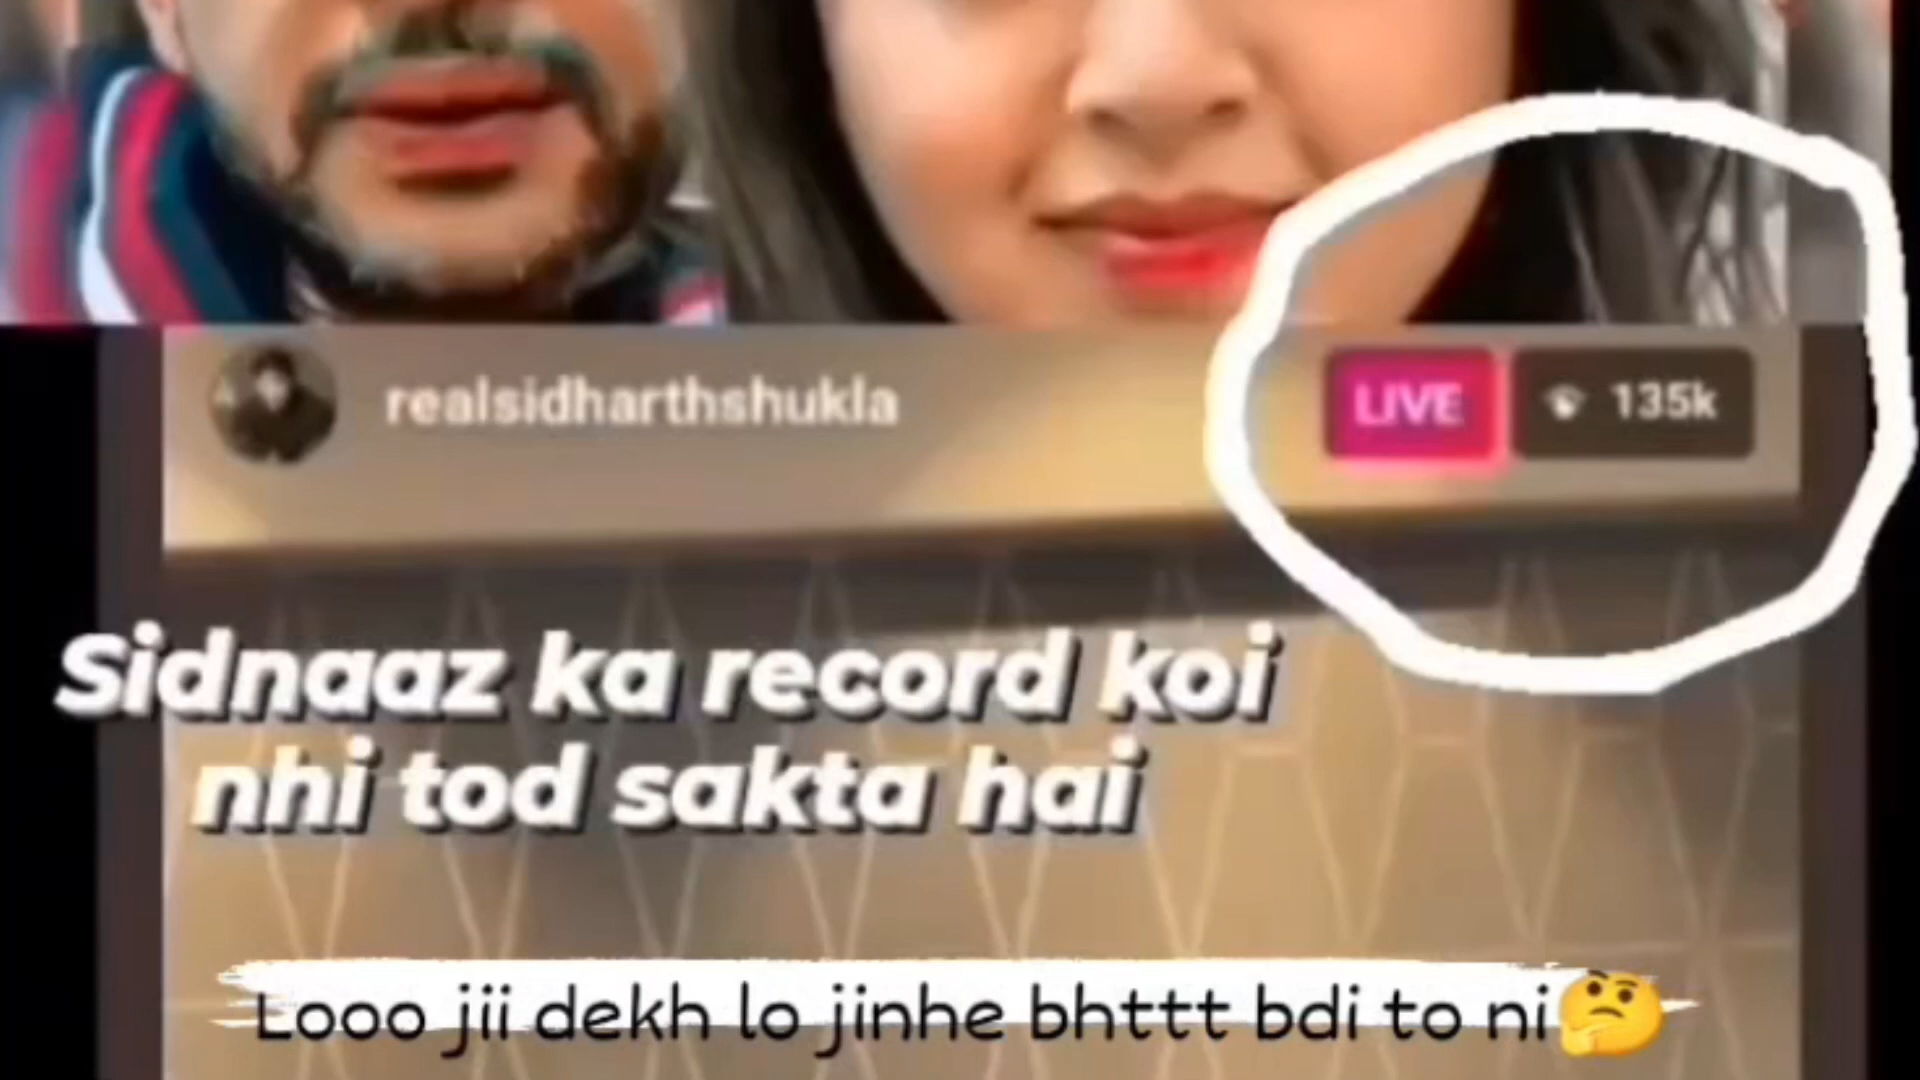 realsidharthshukla LIVE 135k
Sidnaaz ka record koi
nhi tod sakta hai
Looo jii dekh lo jinhe bhttt bdi to ni🤔